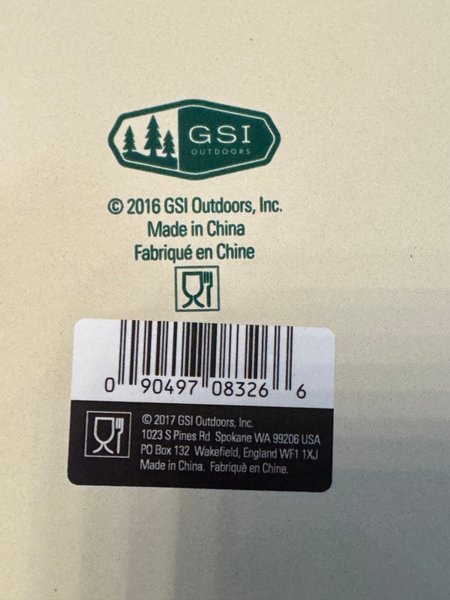 GSI
OUTDOORS
© 2016 GSI Outdoors, Inc.
Made in China
Fabriqué en Chine
0 90497 08326 6
© 2017 GSI Outdoors, Inc.
1023 S Pines Rd Spokane WA 99206 USA
PO Box 132 Wakefield, England WF1 1XJ
Made in China. Fabriquè en Chine.